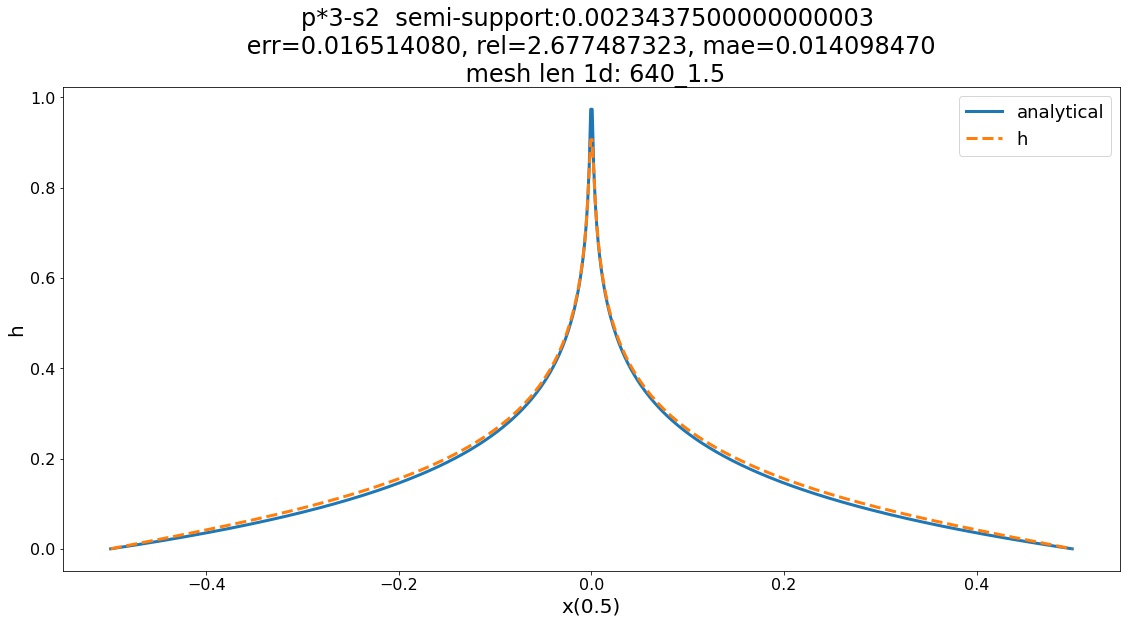 p*3-s2  semi-support:0.0023437500000000003
err=0.016514080, rel=2.677487323, mae=0.014098470
mesh len 1d: 640_1.5
analytical
h
h
1.0
0.8
0.6
0.4
0.2
0.0
−0.4 −0.2 0.0 0.2 0.4
x(0.5)